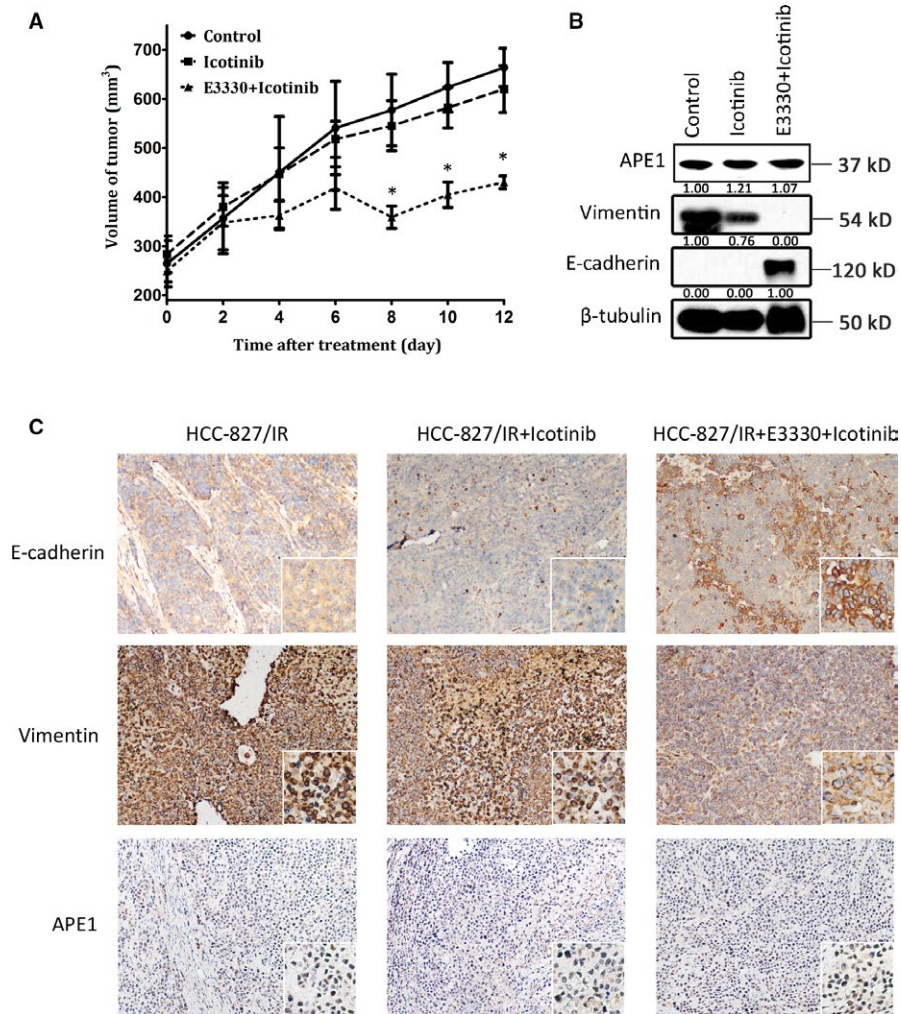 A
Volume of tumor (mm³)
700
600
500
400
300
200
Control
Icotinib
E3330+Icotinib
*
*
*
0
2
4
6
8
10
12
Time after treatment (day)
B
Control
Icotinib
E3330+Icotinib
APE1
37 kD
1.00 1.21 1.07
Vimentin
54 kD
1.00 0.76 0.00
E-cadherin
120 kD
0.00 0.00 1.00
β-tubulin
50 kD
C
HCC-827/IR
HCC-827/IR+Icotinib
HCC-827/IR+E3330+Icotinib
E-cadherin
Vimentin
APE1